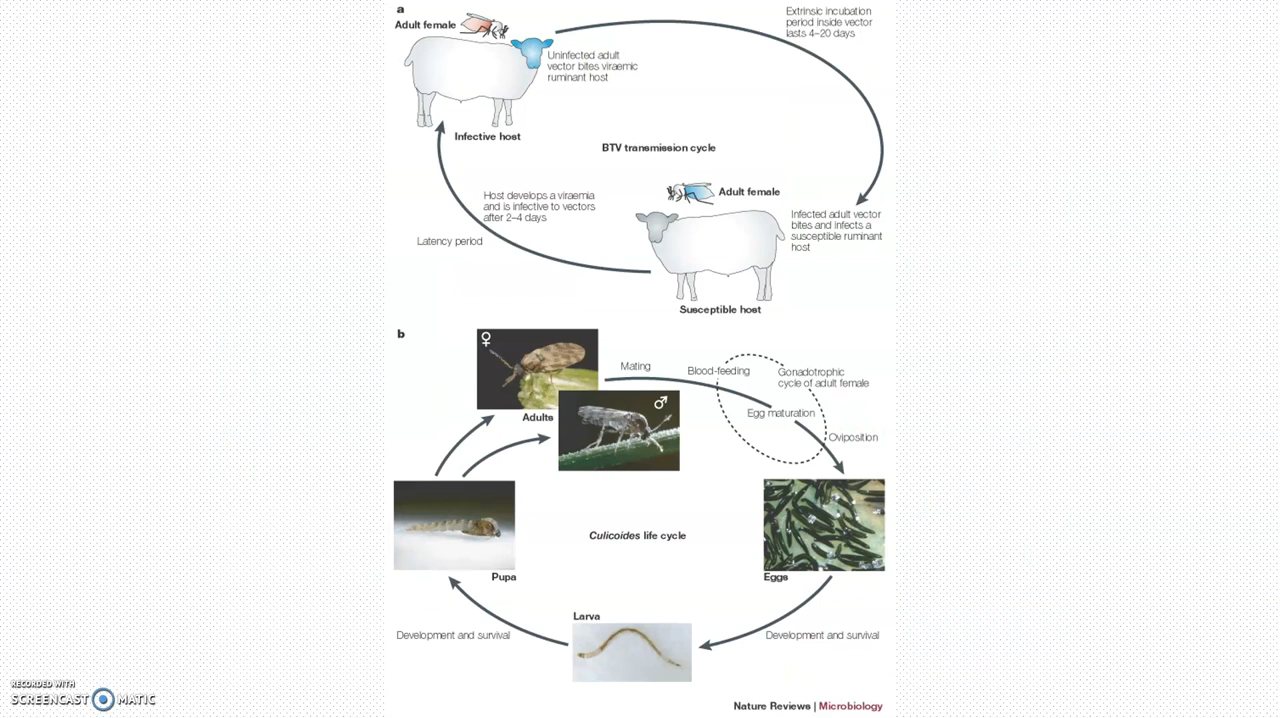 a
Adult female
Extrinsic incubation
period inside vector
lasts 4–20 days
Uninfected adult
vector bites viraemic
ruminant host
Infective host
BTV transmission cycle
Adult female
Host develops a viraemia
and is infective to vectors
after 2–4 days
Infected adult vector
bites and infects a
susceptible ruminant
host
Latency period
Susceptible host
b
♀
Mating
Blood-feeding
Gonadotrophic
cycle of adult female
♂
Adults
Egg maturation
Oviposition
Culicoides life cycle
Pupa
Eggs
Larva
Development and survival
Development and survival
RECORDED WITH
SCREENCAST MATIC
Nature Reviews | Microbiology